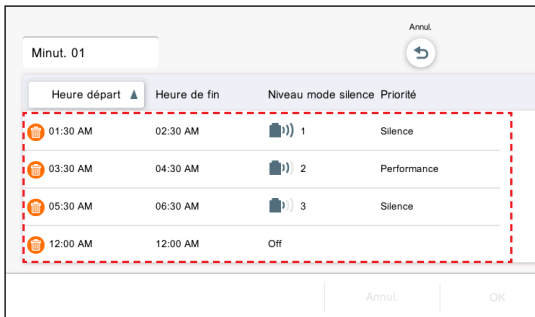 Annul.
Minut. 01
Heure départ ▲ Heure de fin Niveau mode silence Priorité
01:30 AM 02:30 AM 1 Silence
03:30 AM 04:30 AM 2 Performance
05:30 AM 06:30 AM 3 Silence
12:00 AM 12:00 AM Off
Annul. OK